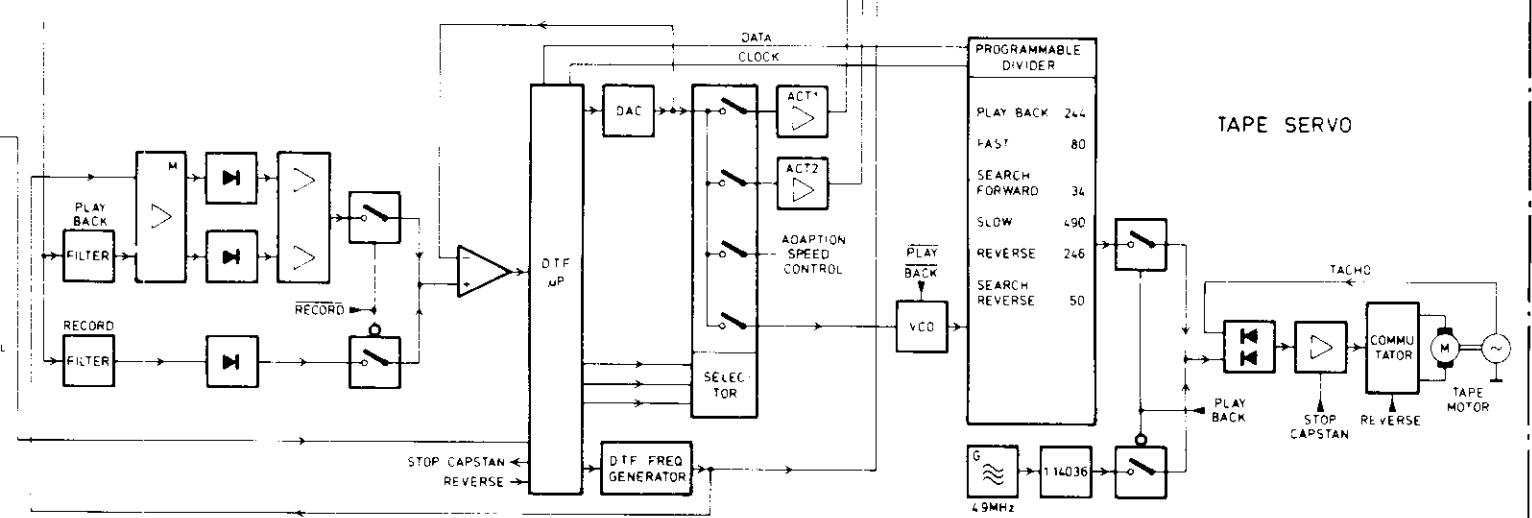 DATA
CLOCK
PROGRAMMABLE
DIVIDER
PLAY BACK 244
FAST 80
SEARCH
FORWARD 34
SLOW 490
REVERSE 246
SEARCH
REVERSE 50
TAPE SERVO
DAC
ACT1
ACT2
ADAPTION
SPEED
CONTROL
M
PLAY
BACK
FILTER
RECORD
RECORD
FILTER
L
-
+
DTF
µP
SELEC-
TOR
PLAY
BACK
VCO
TACHO
COMMU
TATOR
M
~
TAPE
MOTOR
STOP
CAPSTAN
REVERSE
PLAY
BACK
STOP CAPSTAN
REVERSE
DTF FREQ
GENERATOR
G
1:14036
4.9MHz